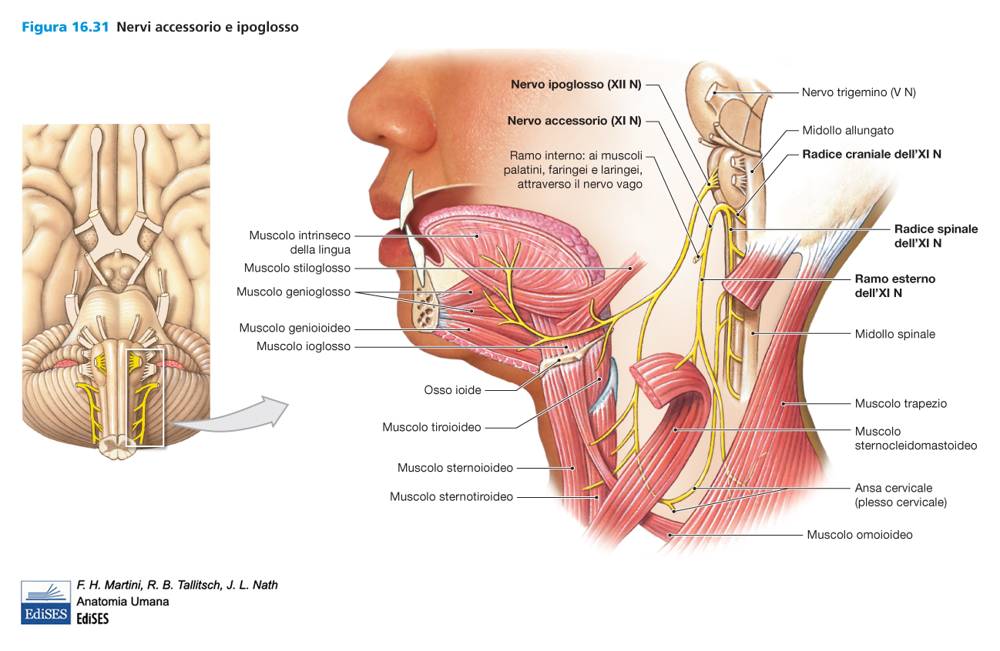 Figura 16.31 Nervi accessorio e ipoglosso
Nervo ipoglosso (XII N)
Nervo accessorio (XI N)
Ramo interno: ai muscoli
palatini, faringei e laringei,
attraverso il nervo vago
Nervo trigemino (V N)
Midollo allungato
Radice craniale dell'XI N
Radice spinale
dell'XI N
Ramo esterno
dell'XI N
Midollo spinale
Muscolo trapezio
Muscolo
sternocleidomastoideo
Ansa cervicale
(plesso cervicale)
Muscolo omoioideo
Muscolo intrinseco
della lingua
Muscolo stiloglosso
Muscolo genioglosso
Muscolo genioioideo
Muscolo ioglosso
Osso ioide
Muscolo tiroioideo
Muscolo sternoioideo
Muscolo sternotiroideo
F. H. Martini, R. B. Tallitsch, J. L. Nath
Anatomia Umana
EdiSES
EdiSES